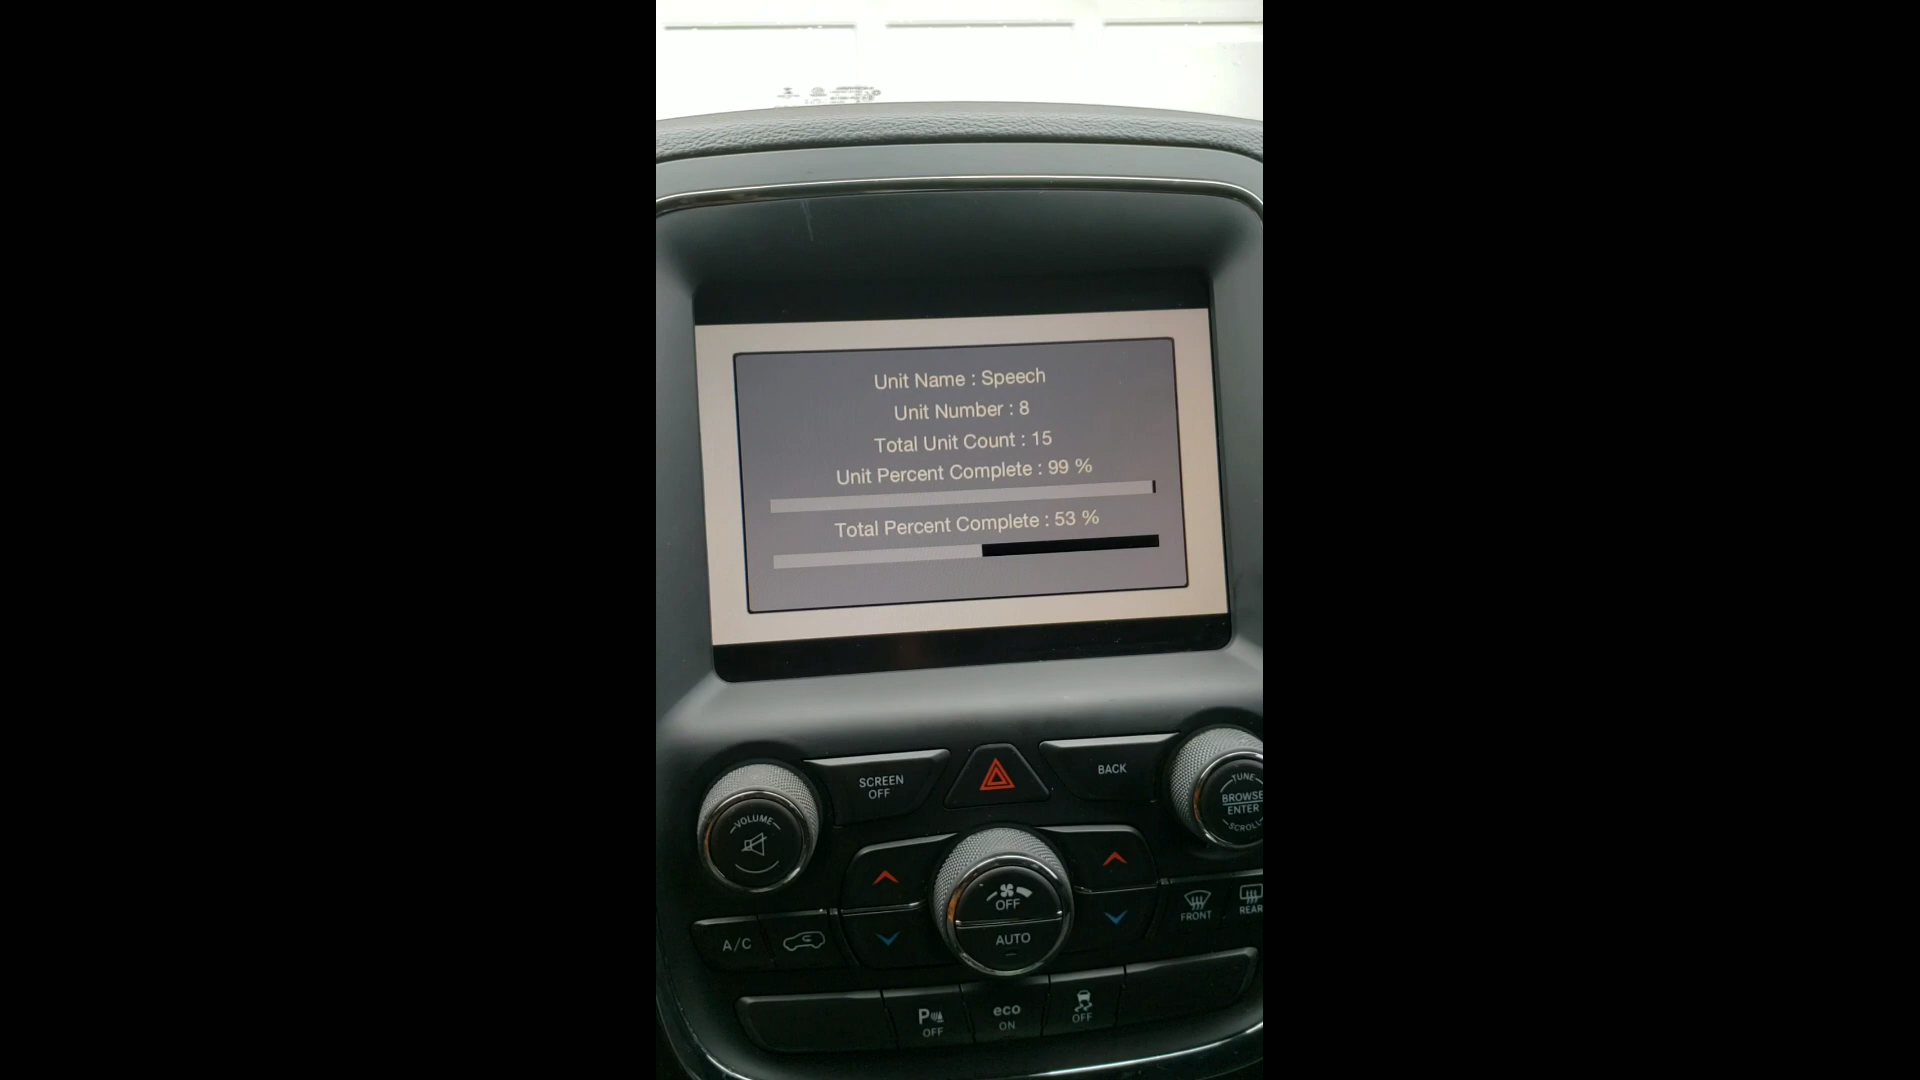 Unit Name : Speech
Unit Number : 8
Total Unit Count : 15
Unit Percent Complete : 99 %
Total Percent Complete : 53 %
SCREEN
OFF
BACK
VOLUME
TUNE
BROWSE
ENTER
SCROLL
OFF
AUTO
A/C
FRONT
REAR
P
OFF
eco
ON
OFF